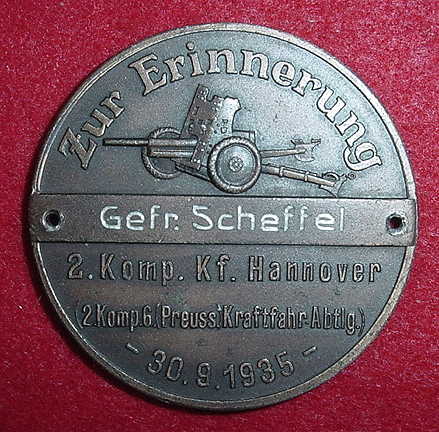 Zur Erinnerung
Gefr. Scheffel
2. Komp. Kf. Hannover
(2.Komp.6.(Preuss.)Kraftfahr-Abtlg.)
- 30.9.1935 -